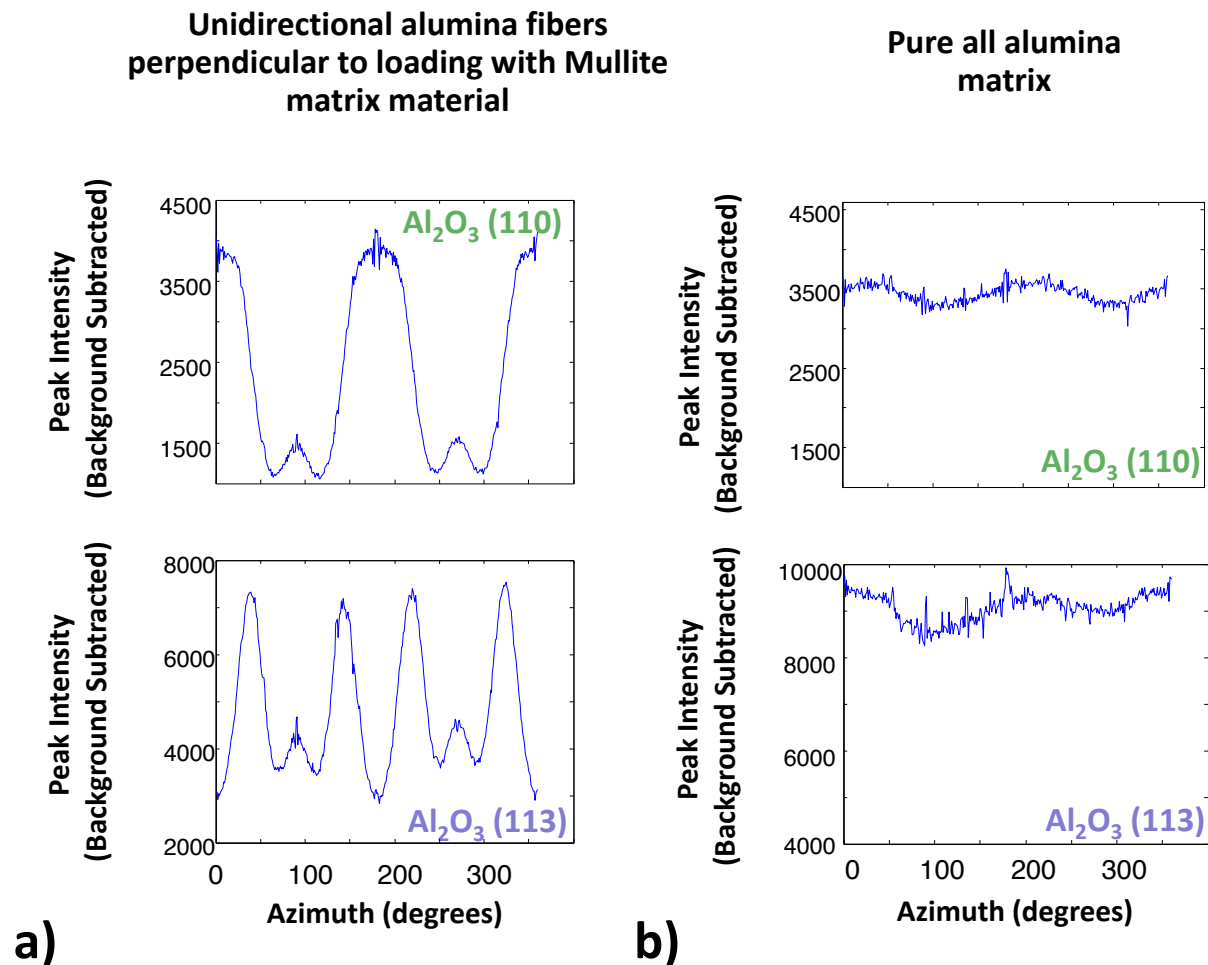 Unidirectional alumina fibers
perpendicular to loading with Mullite
matrix material
Pure all alumina
matrix
Peak Intensity
(Background Subtracted)
4500
3500
2500
1500
Al₂O₃ (110)
Peak Intensity
(Background Subtracted)
4500
3500
2500
1500
Al₂O₃ (110)
Peak Intensity
(Background Subtracted)
8000
6000
4000
2000
Al₂O₃ (113)
0 100 200 300
Azimuth (degrees)
Peak Intensity
(Background Subtracted)
10000
8000
6000
4000
Al₂O₃ (113)
0 100 200 300
Azimuth (degrees)
a)
b)